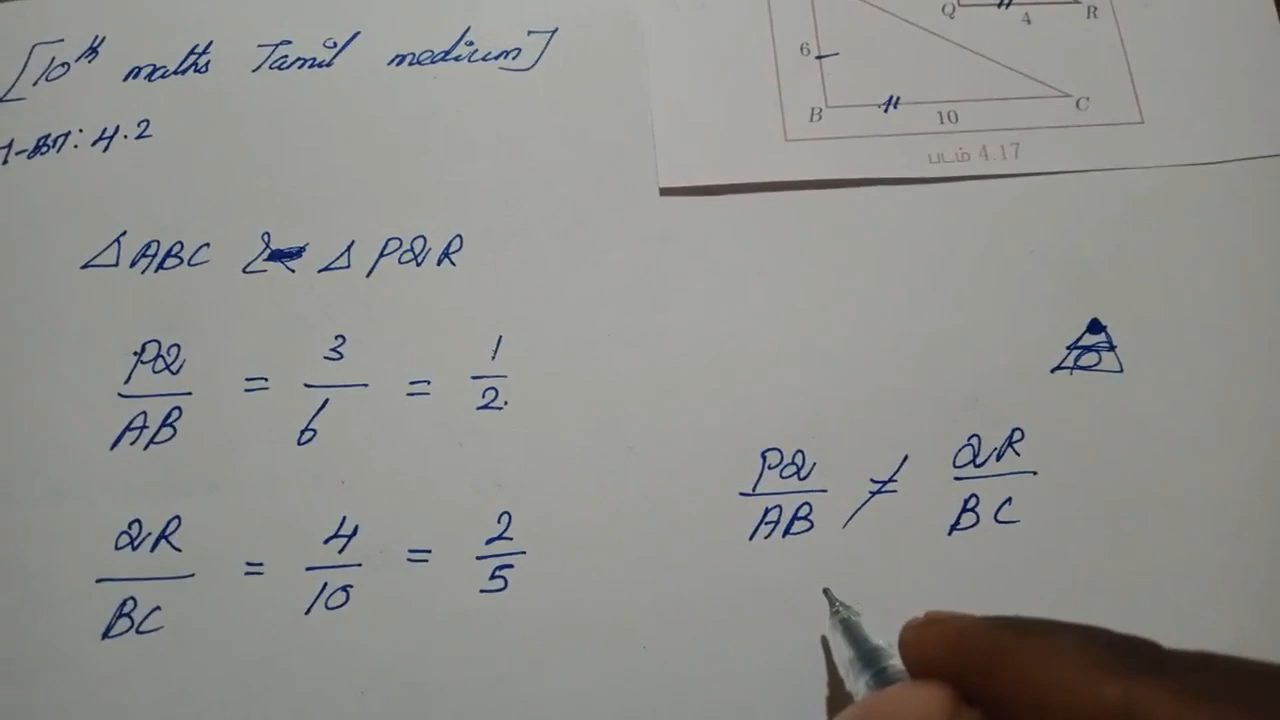 [10th maths Tamil medium]
எ-கா: 4.2
Q 4 R
6
B 10 C
படம் 4.17
△ABC △PQR
PQ/AB = 3/6 = 1/2
QR/BC = 4/10 = 2/5
PQ/AB ≠ QR/BC